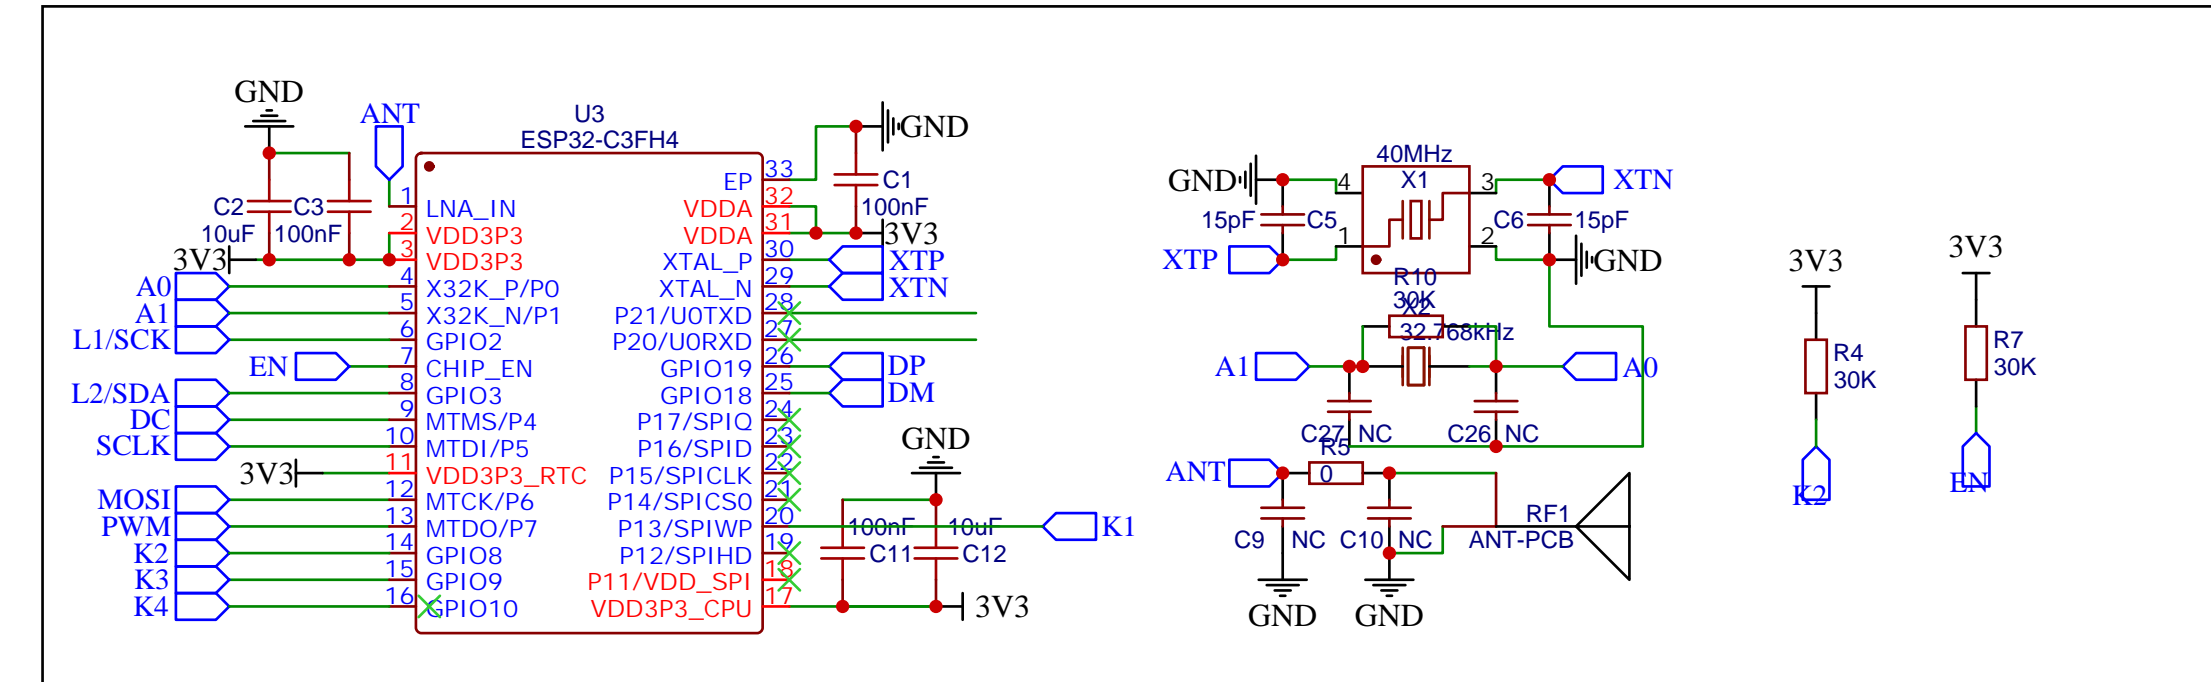 GND
ANT
U3
ESP32-C3FH4
C2
10uF
C3
100nF
3V3
A0
A1
L1/SCK
EN
L2/SDA
DC
SCLK
3V3
MOSI
PWM
K2
K3
K4
1 LNA_IN
2 VDD3P3
3 VDD3P3
4 X32K_P/P0
5 X32K_N/P1
6 GPIO2
7 CHIP_EN
8 GPIO3
9 MTMS/P4
10 MTDI/P5
11 VDD3P3_RTC
12 MTCK/P6
13 MTDO/P7
14 GPIO8
15 GPIO9
16 GPIO10
EP 33
VDDA 32
VDDA 31
XTAL_P 30
XTAL_N 29
P21/U0TXD 28
P20/U0RXD 27
GPIO19 26
GPIO18 25
P17/SPIQ 24
P16/SPID 23
P15/SPICLK 22
P14/SPICS0 21
P13/SPIWP 20
P12/SPIHD 19
P11/VDD_SPI 18
VDD3P3_CPU 17
GND
C1
100nF
3V3
XTP
XTN
DP
DM
GND
100nF
C11
10uF
C12
K1
3V3
40MHz
X1
GND
4
3
XTN
15pF
C5
C6
15pF
XTP
1
2
GND
R10
30K
X2
32.768kHz
A1
A0
C27 NC
C26 NC
R5
0
ANT
C9 NC
C10 NC
RF1
ANT-PCB
GND
GND
3V3
R4
30K
K2
3V3
R7
30K
EN